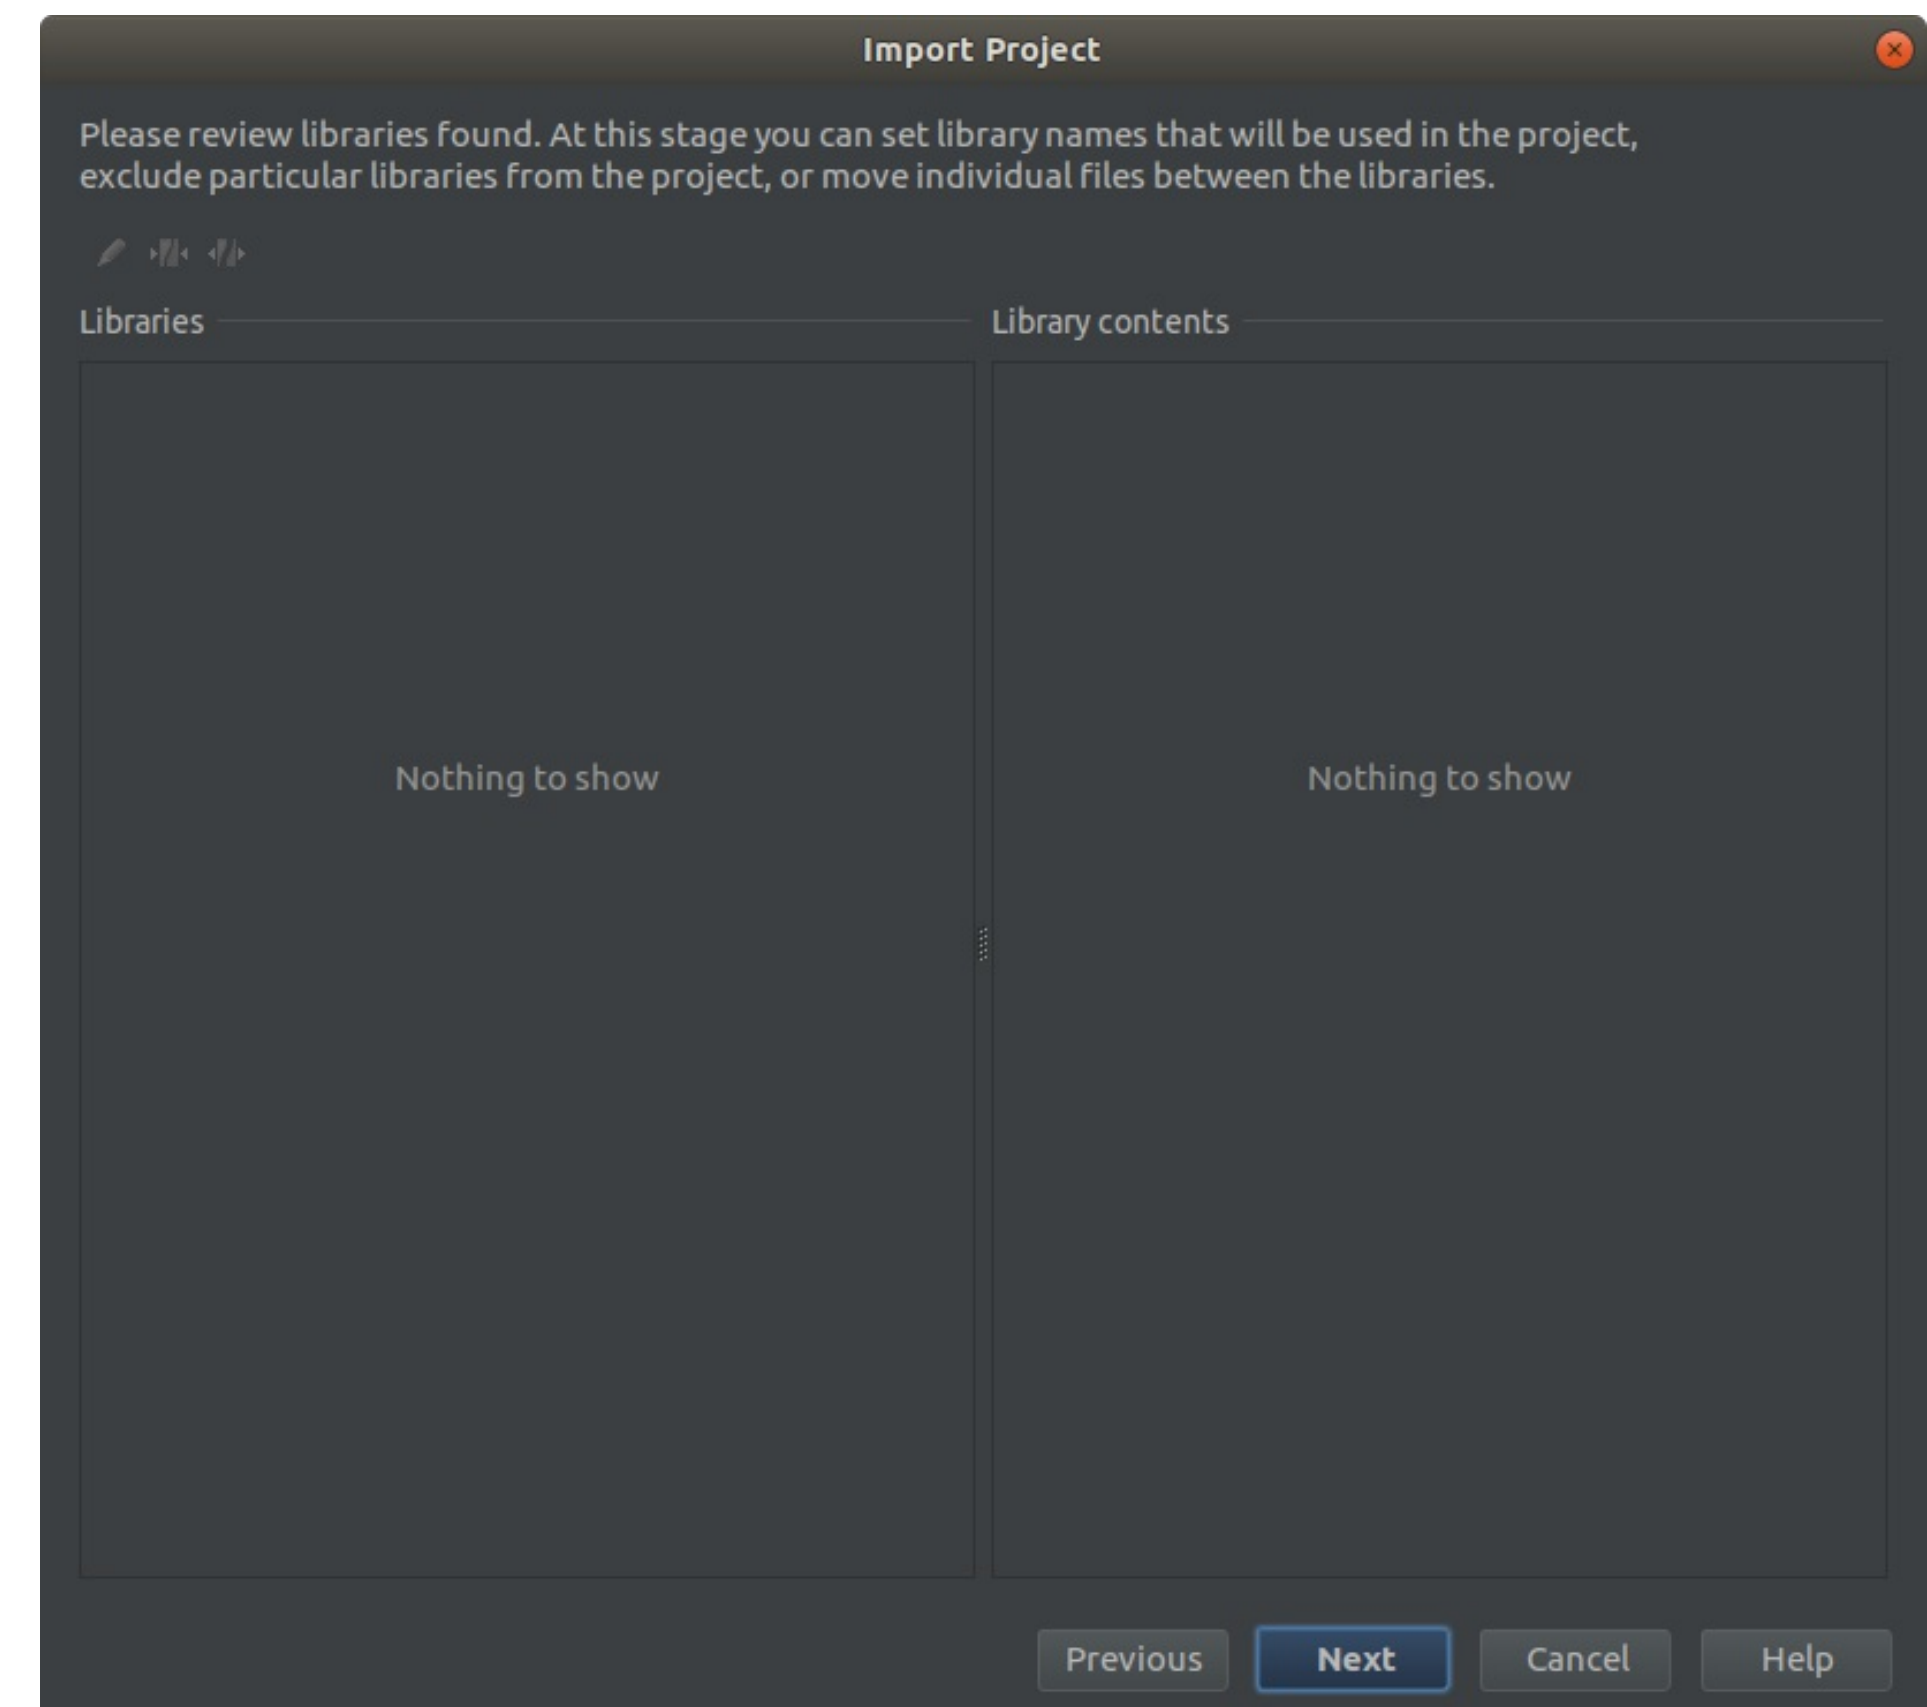 Import Project
Please review libraries found. At this stage you can set library names that will be used in the project,
exclude particular libraries from the project, or move individual files between the libraries.
Libraries
Library contents
Nothing to show
Nothing to show
Previous
Next
Cancel
Help